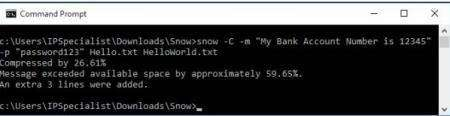 Command Prompt
c:\Users\IPSpecialist\Downloads\Snow>snow -C -m "My Bank Account Number is 12345"
-p "password123" Hello.txt HelloWorld.txt
Compressed by 26.61%
Message exceeded available space by approximately 59.65%.
An extra 3 lines were added.
c:\Users\IPSpecialist\Downloads\Snow>_